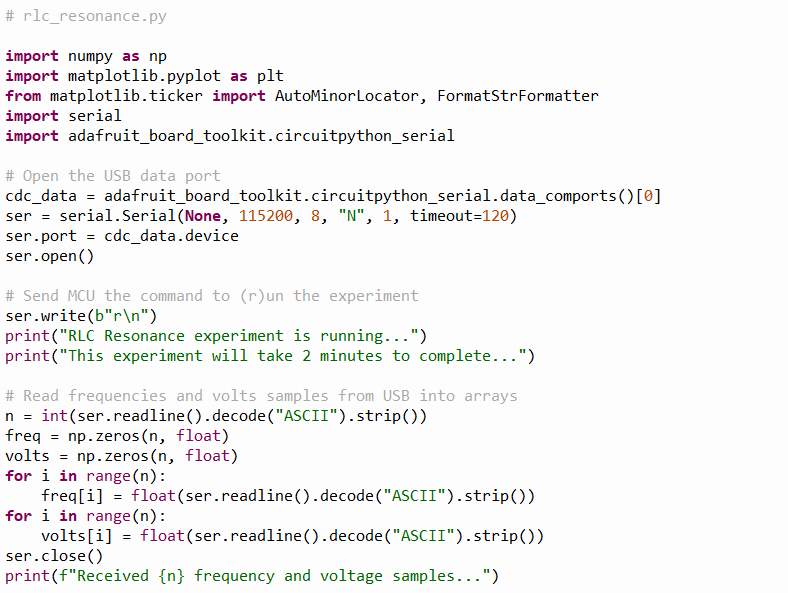 # rlc_resonance.py
import numpy as np
import matplotlib.pyplot as plt
from matplotlib.ticker import AutoMinorLocator, FormatStrFormatter
import serial
import adafruit_board_toolkit.circuitpython_serial
# Open the USB data port
cdc_data = adafruit_board_toolkit.circuitpython_serial.data_comports()[0]
ser = serial.Serial(None, 115200, 8, "N", 1, timeout=120)
ser.port = cdc_data.device
ser.open()
# Send MCU the command to (r)un the experiment
ser.write(b"r\n")
print("RLC Resonance experiment is running...")
print("This experiment will take 2 minutes to complete...")
# Read frequencies and volts samples from USB into arrays
n = int(ser.readline().decode("ASCII").strip())
freq = np.zeros(n, float)
volts = np.zeros(n, float)
for i in range(n):
    freq[i] = float(ser.readline().decode("ASCII").strip())
for i in range(n):
    volts[i] = float(ser.readline().decode("ASCII").strip())
ser.close()
print(f"Received {n} frequency and voltage samples...")